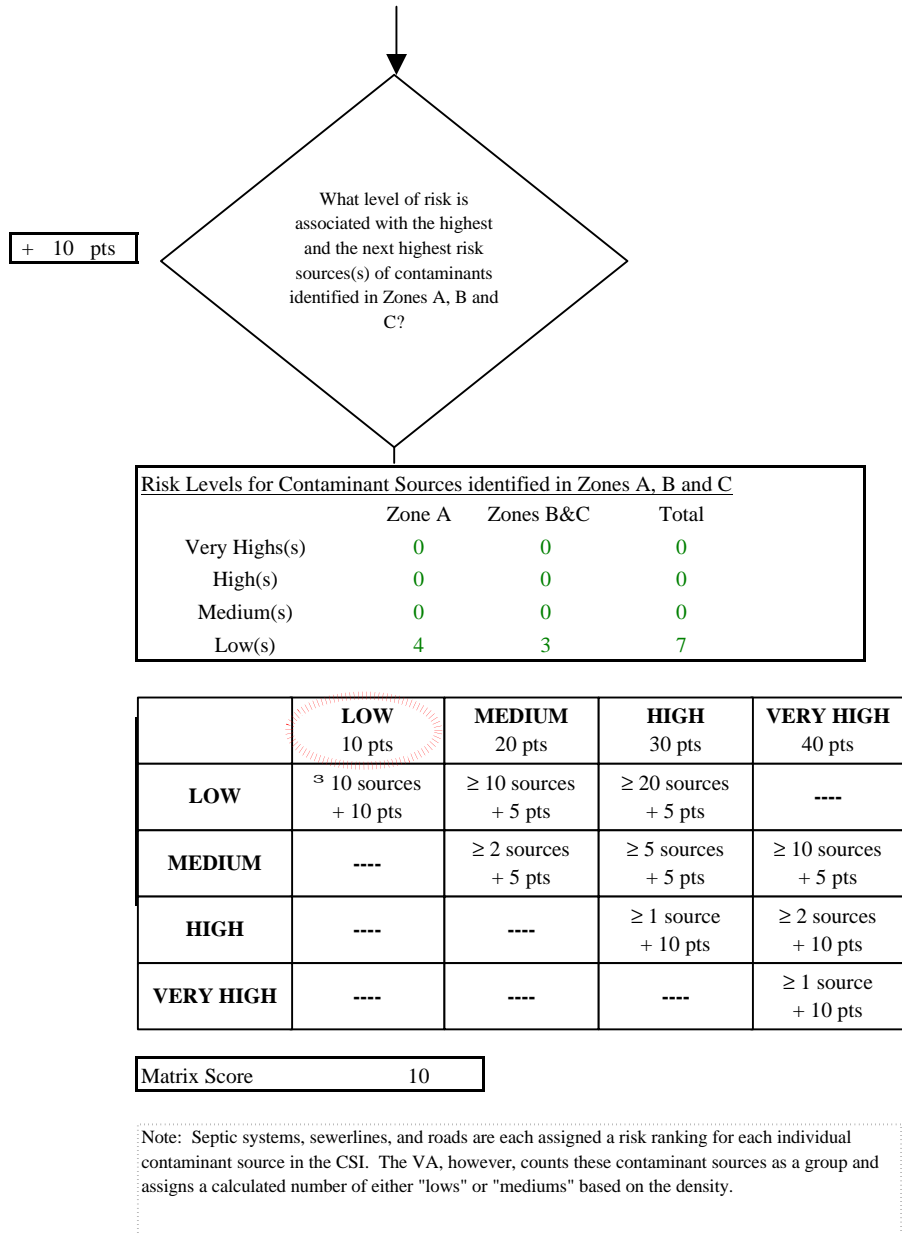 What level of risk is
associated with the highest
and the next highest risk
sources(s) of contaminants
identified in Zones A, B and
C?
+ 10 pts
Risk Levels for Contaminant Sources identified in Zones A, B and C
Zone A Zones B&C Total
Very Highs(s) 0 0 0
High(s) 0 0 0
Medium(s) 0 0 0
Low(s) 4 3 7
LOW MEDIUM HIGH VERY HIGH
10 pts 20 pts 30 pts 40 pts
LOW ³ 10 sources ≥ 10 sources ≥ 20 sources ----
+ 10 pts + 5 pts + 5 pts
MEDIUM ---- ≥ 2 sources ≥ 5 sources ≥ 10 sources
+ 5 pts + 5 pts + 5 pts
HIGH ---- ---- ≥ 1 source ≥ 2 sources
+ 10 pts + 10 pts
VERY HIGH ---- ---- ---- ≥ 1 source
+ 10 pts
Matrix Score 10
Note: Septic systems, sewerlines, and roads are each assigned a risk ranking for each individual
contaminant source in the CSI. The VA, however, counts these contaminant sources as a group and
assigns a calculated number of either "lows" or "mediums" based on the density.